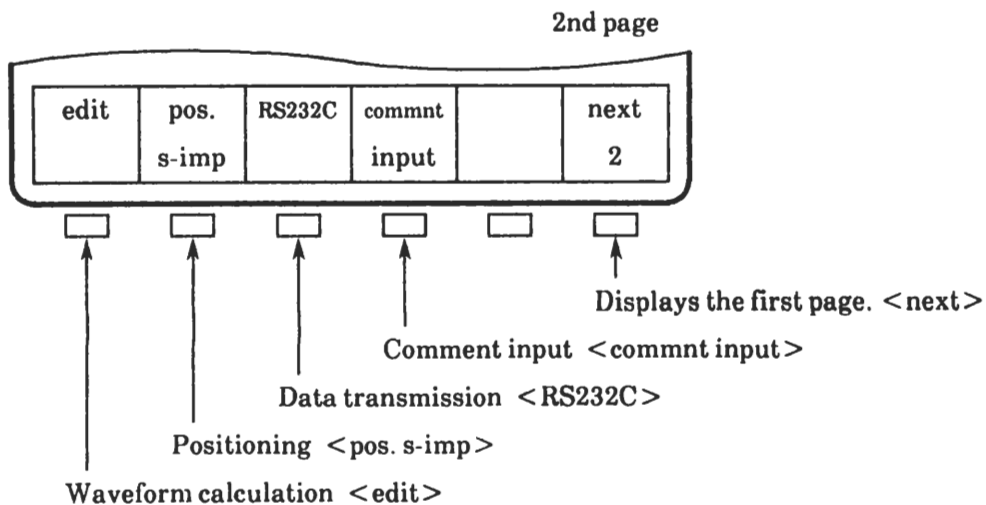 2nd page
edit
pos.
s-imp
RS232C
commnt
input
next
2
Displays the first page. <next>
Comment input <commnt input>
Data transmission <RS232C>
Positioning <pos. s-imp>
Waveform calculation <edit>